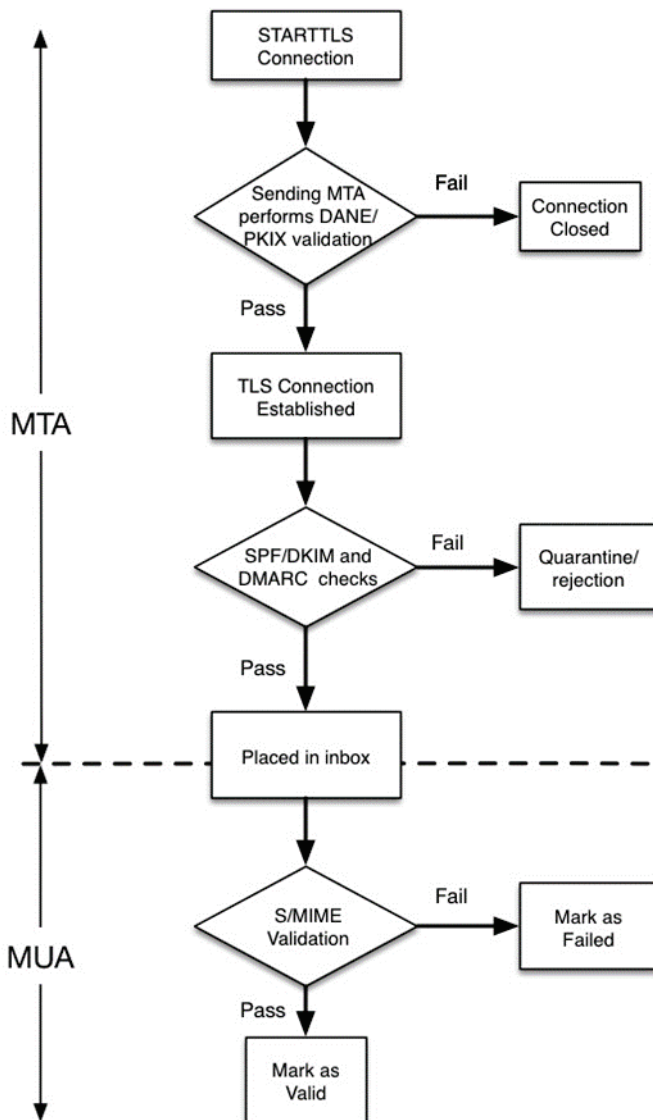 STARTTLS
Connection
Sending MTA
performs DANE/
PKIX validation
Fail
Connection
Closed
Pass
TLS Connection
Established
MTA
SPF/DKIM and
DMARC checks
Fail
Quarantine/
rejection
Pass
Placed in inbox
S/MIME
Validation
Fail
Mark as
Failed
MUA
Pass
Mark as
Valid